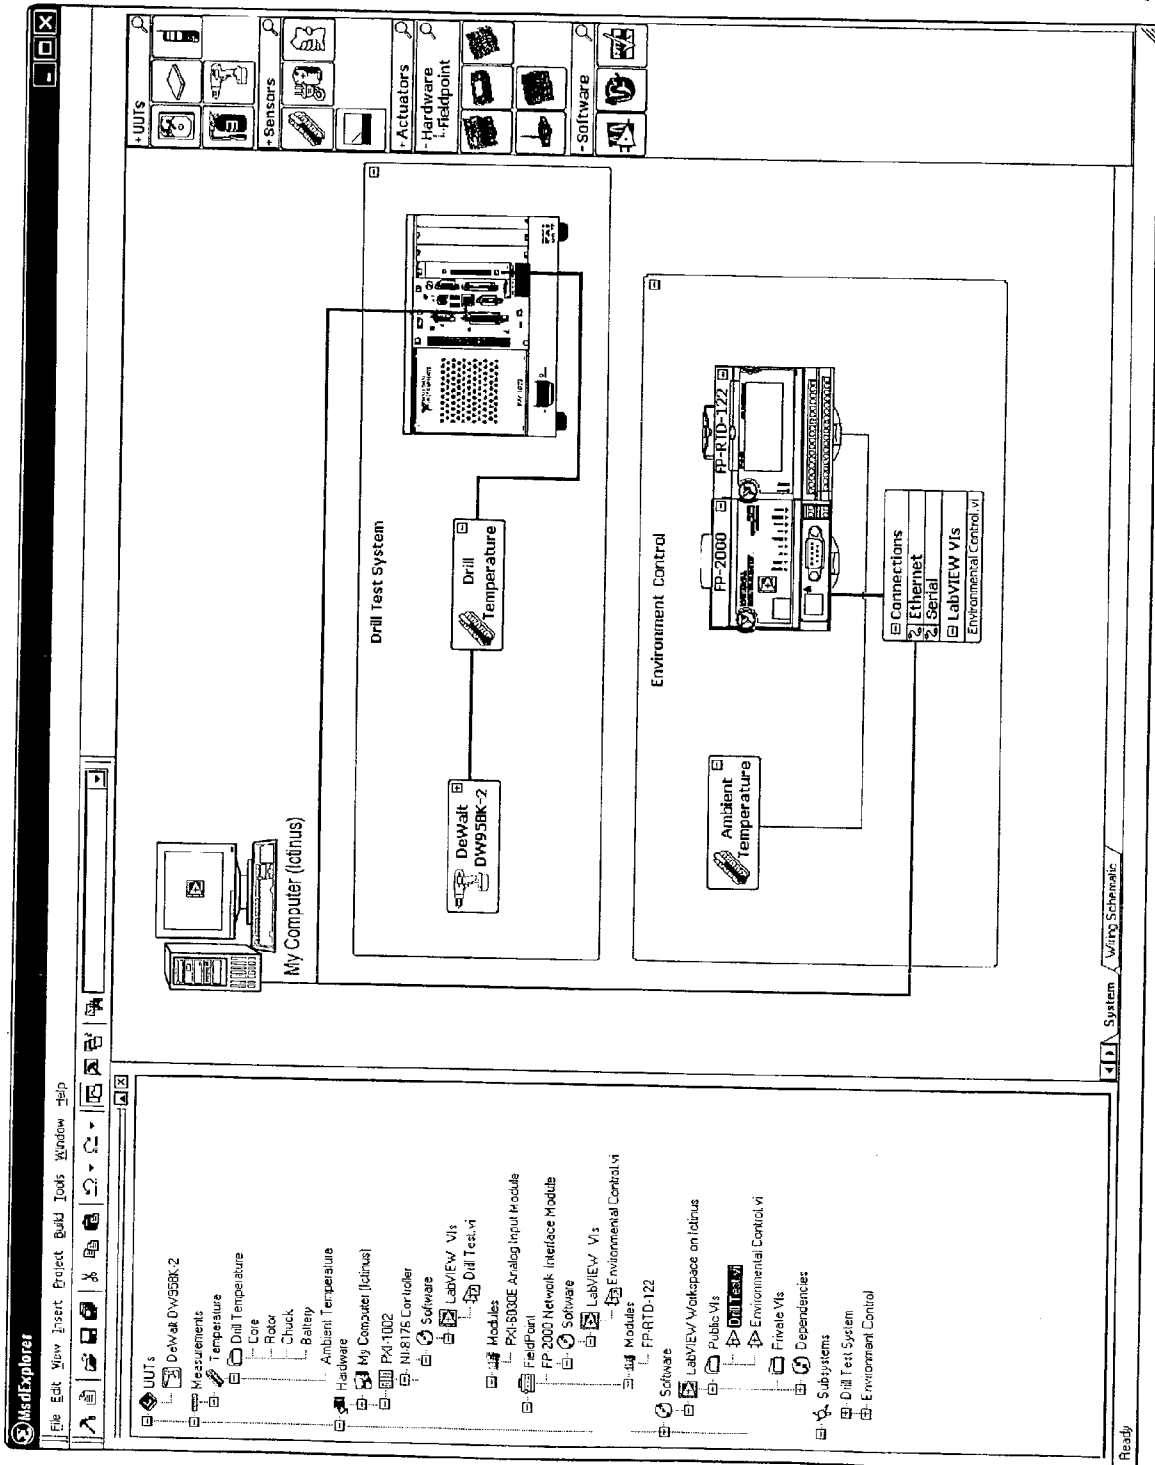 MsdExplorer
File Edit View Insert Project Build Tools Window Help
UUTs
DeWalt DW958K-2
Measurements
Temperature
Drill Temperature
Core
Rotor
Chuck
Battery
Ambient Temperature
Hardware
My Computer (Ictinus)
PXI-1002
NI-8176 Controller
Software
LabVIEW VIs
Drill Test.vi
Modules
PXI-6030E Analog Input Module
FieldPoint
FP-2000 Network Interface Module
Software
LabVIEW VIs
Environmental Control.vi
Modules
FP-RTD-122
Software
LabVIEW Workspace on Ictinus
Public VIs
Drill Test.vi
Environmental Control.vi
Private VIs
Dependencies
Subsystems
Drill Test System
Environment Control
My Computer (Ictinus)
Drill Test System
DeWalt
DW958K-2
Drill
Temperature
Environment Control
Ambient
Temperature
FP-2000
FP-RTD-122
Connections
Ethernet
Serial
LabVIEW VIs
Environmental Control.vi
System
Wiring Schematic
+ UUTs
+ Sensors
+ Actuators
- Hardware
Fieldpoint
- Software
Ready